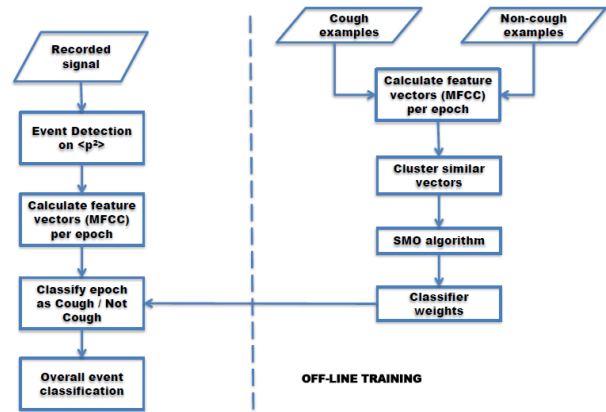 Recorded
signal
Event Detection
on <p²>
Calculate feature
vectors (MFCC)
per epoch
Classify epoch
as Cough / Not
Cough
Overall event
classification
Cough
examples
Non-cough
examples
Calculate feature
vectors (MFCC)
per epoch
Cluster similar
vectors
SMO algorithm
Classifier
weights
OFF-LINE TRAINING